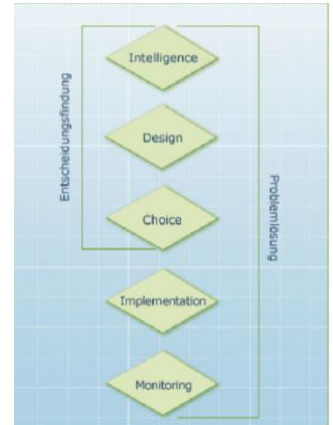 Intelligence
Entscheidungsfindung
Design
Problemlösung
Choice
Implementation
Monitoring